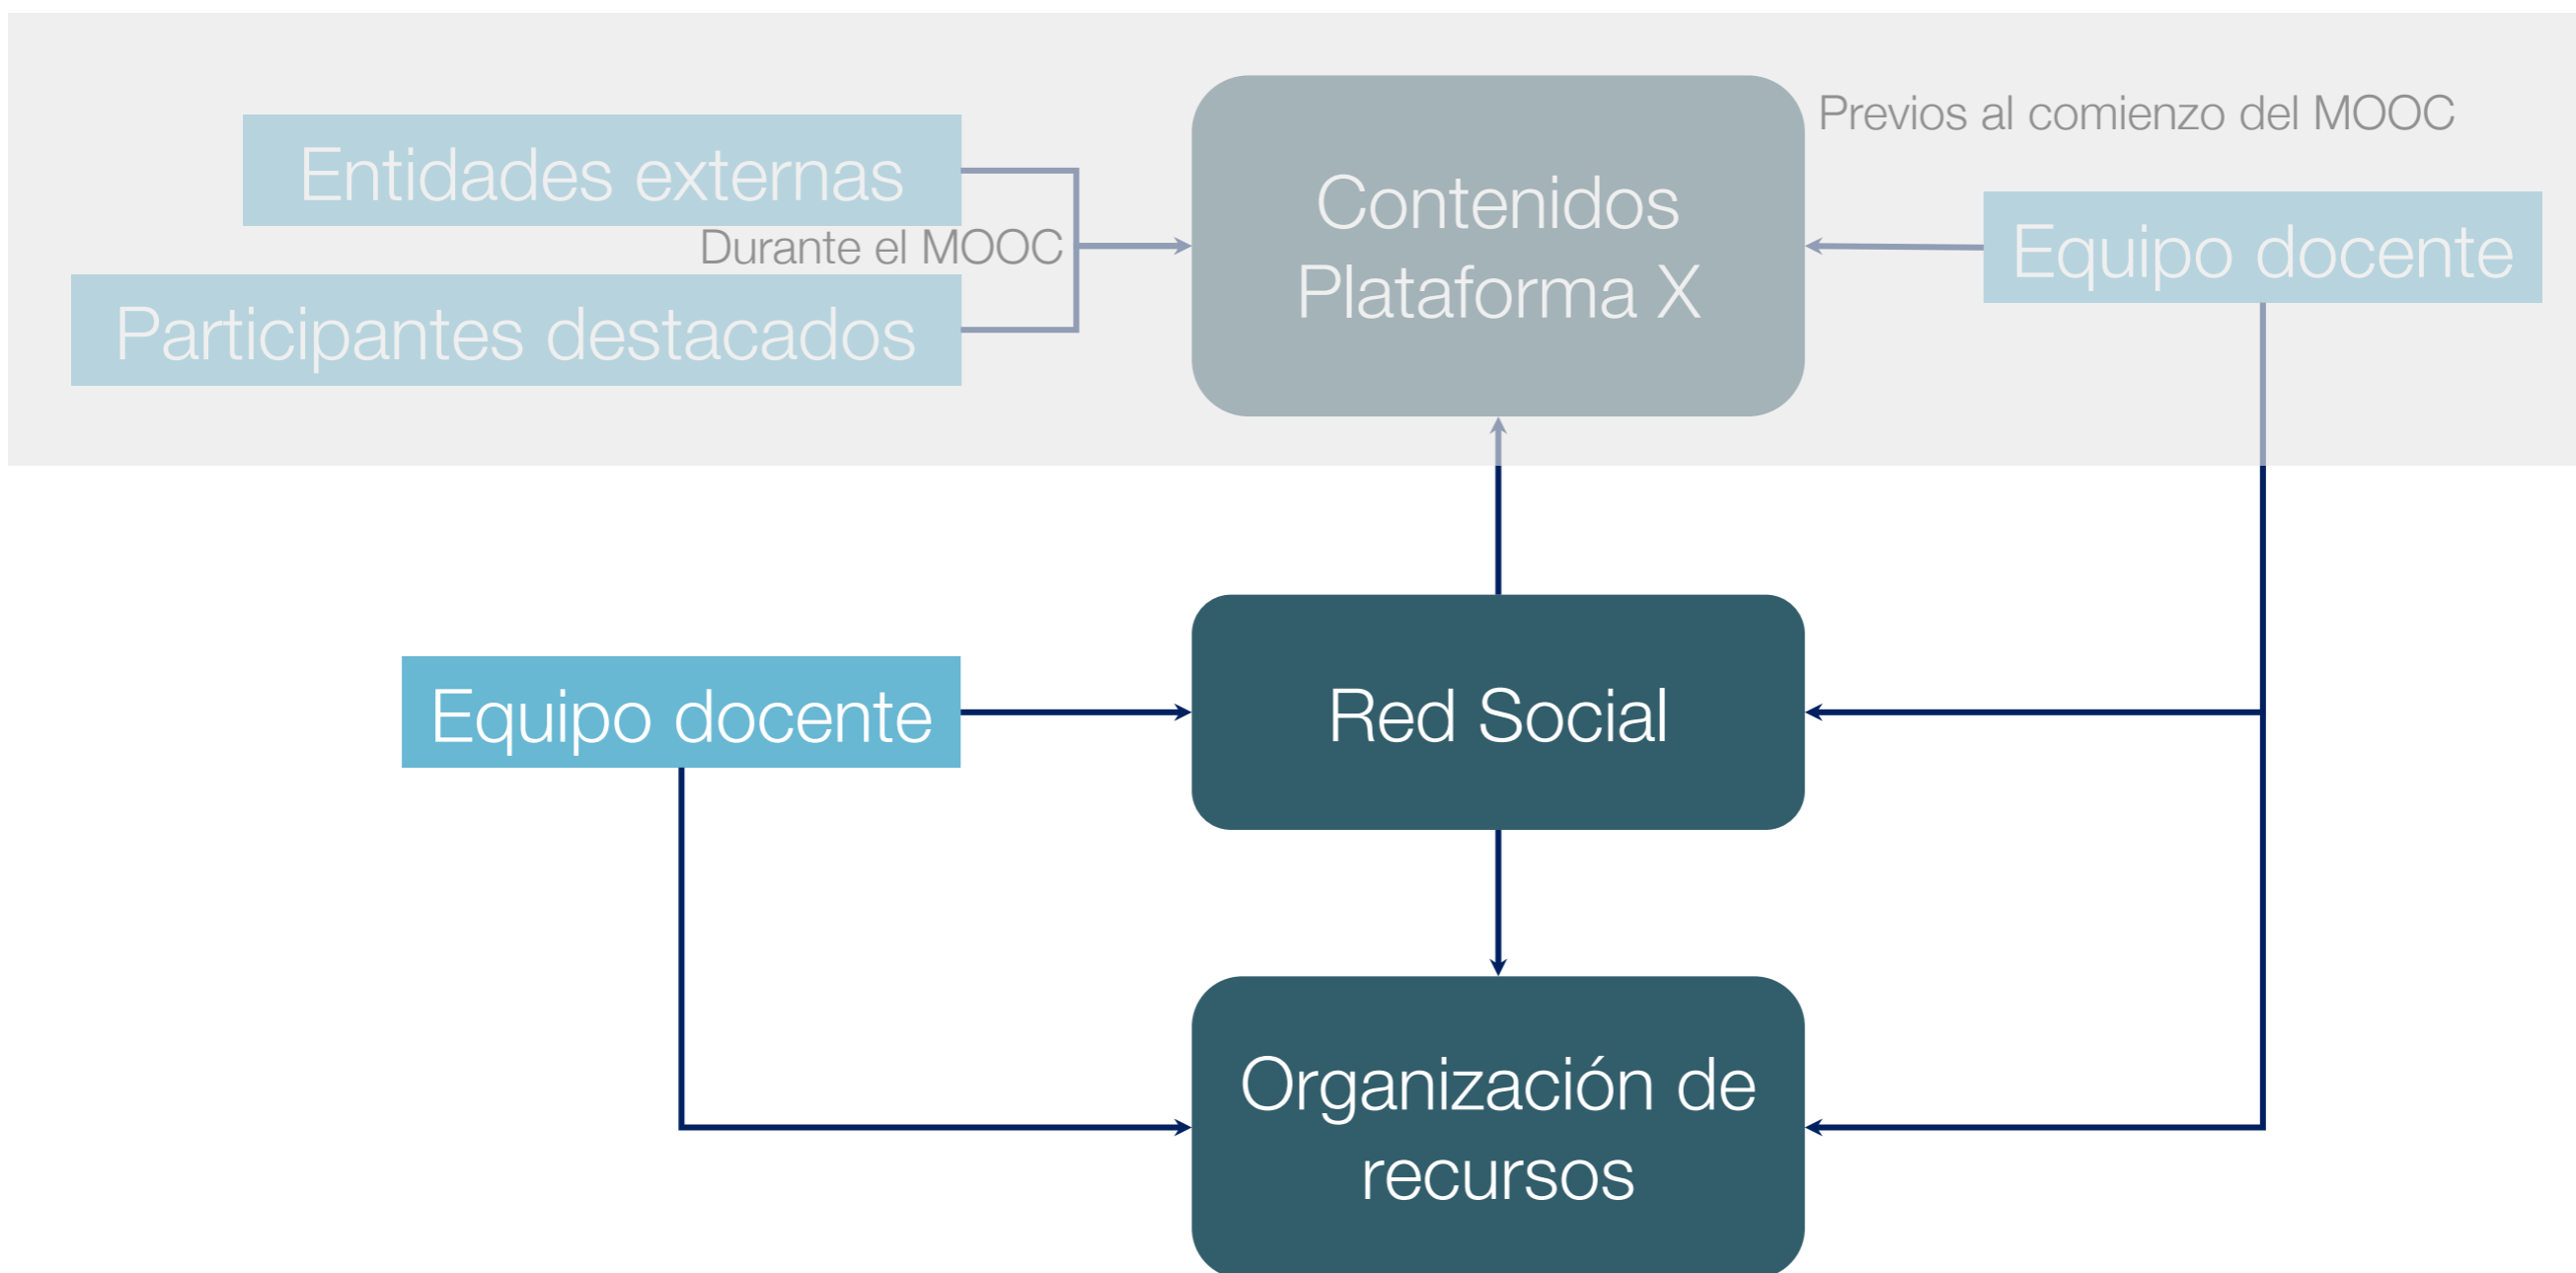 Previos al comienzo del MOOC
Entidades externas
Durante el MOOC
Participantes destacados
Contenidos
Plataforma X
Equipo docente
Equipo docente
Red Social
Organización de
recursos